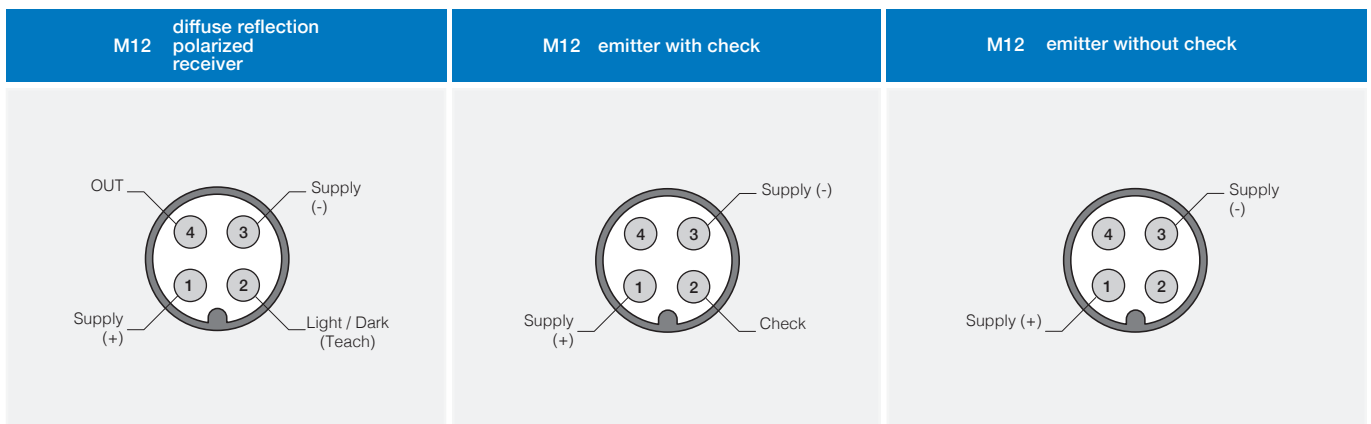 M12
diffuse reflection
polarized
receiver
OUT
Supply
(-)
4
3
1
2
Supply
(+)
Light / Dark
(Teach)
M12 emitter with check
Supply (-)
4
3
1
2
Supply
(+)
Check
M12 emitter without check
Supply
(-)
4
3
1
2
Supply (+)